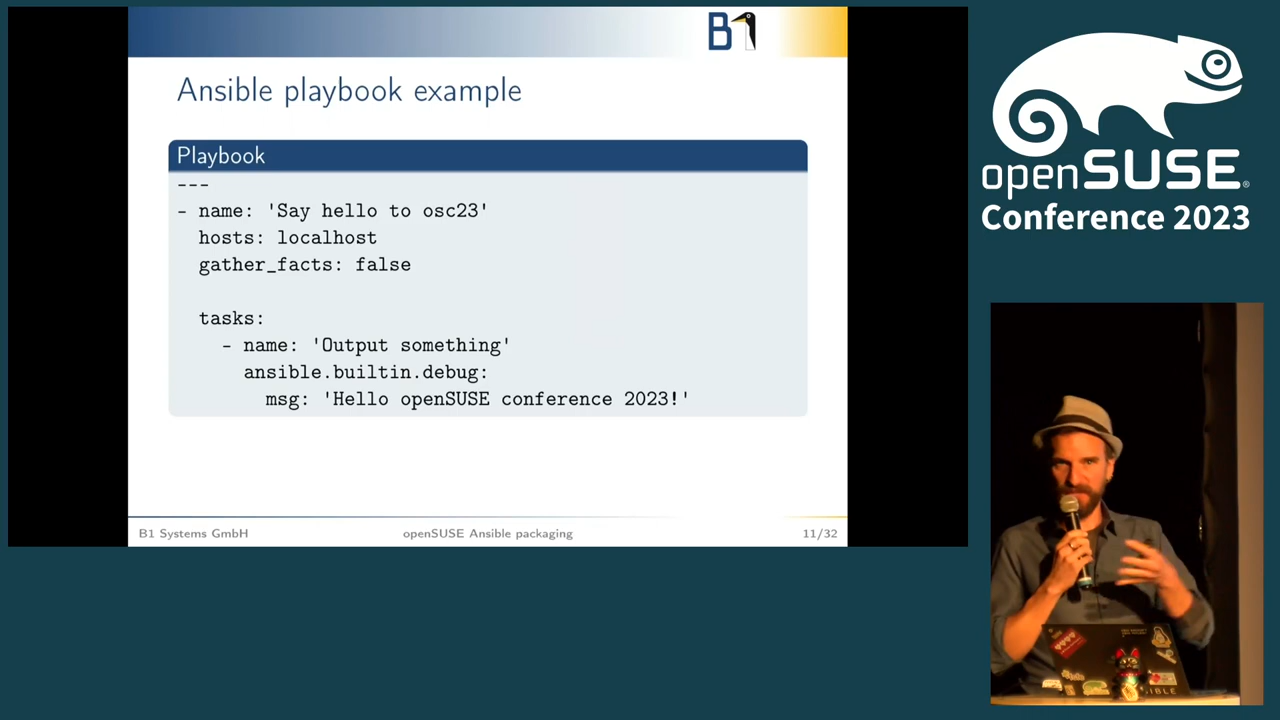 B1
Ansible playbook example
Playbook
---
- name: 'Say hello to osc23'
hosts: localhost
gather_facts: false
tasks:
- name: 'Output something'
ansible.builtin.debug:
msg: 'Hello openSUSE conference 2023!'
B1 Systems GmbH
openSUSE Ansible packaging
11/32
openSUSE®
Conference 2023